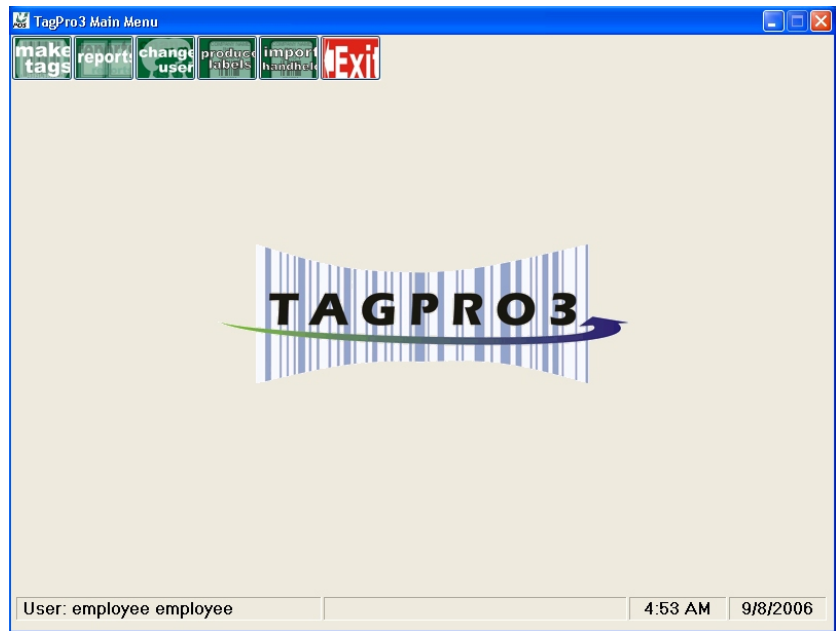 TagPro3 Main Menu
make tags
reports
change user
produce labels
import handheld
Exit
TAGPRO3
User: employee employee
4:53 AM
9/8/2006